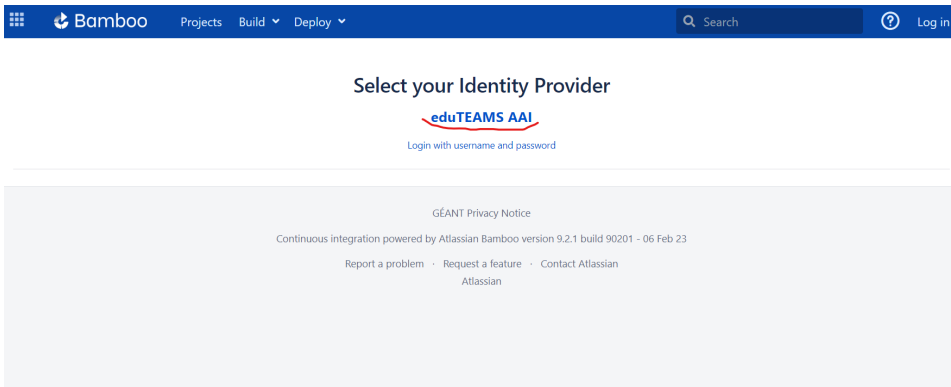 Bamboo Projects Build Deploy Search Log in
Select your Identity Provider
eduTEAMS AAI
Login with username and password
GÉANT Privacy Notice
Continuous integration powered by Atlassian Bamboo version 9.2.1 build 90201 - 06 Feb 23
Report a problem · Request a feature · Contact Atlassian
Atlassian